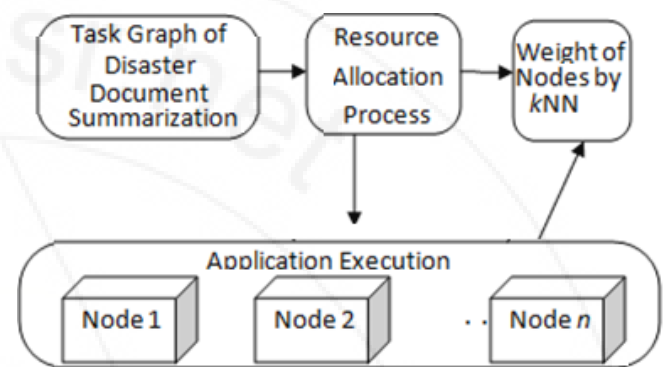 Task Graph of
Disaster
Document
Summarization
Resource
Allocation
Process
Weight of
Nodes by
kNN
Application Execution
Node 1
Node 2
. .
Node n